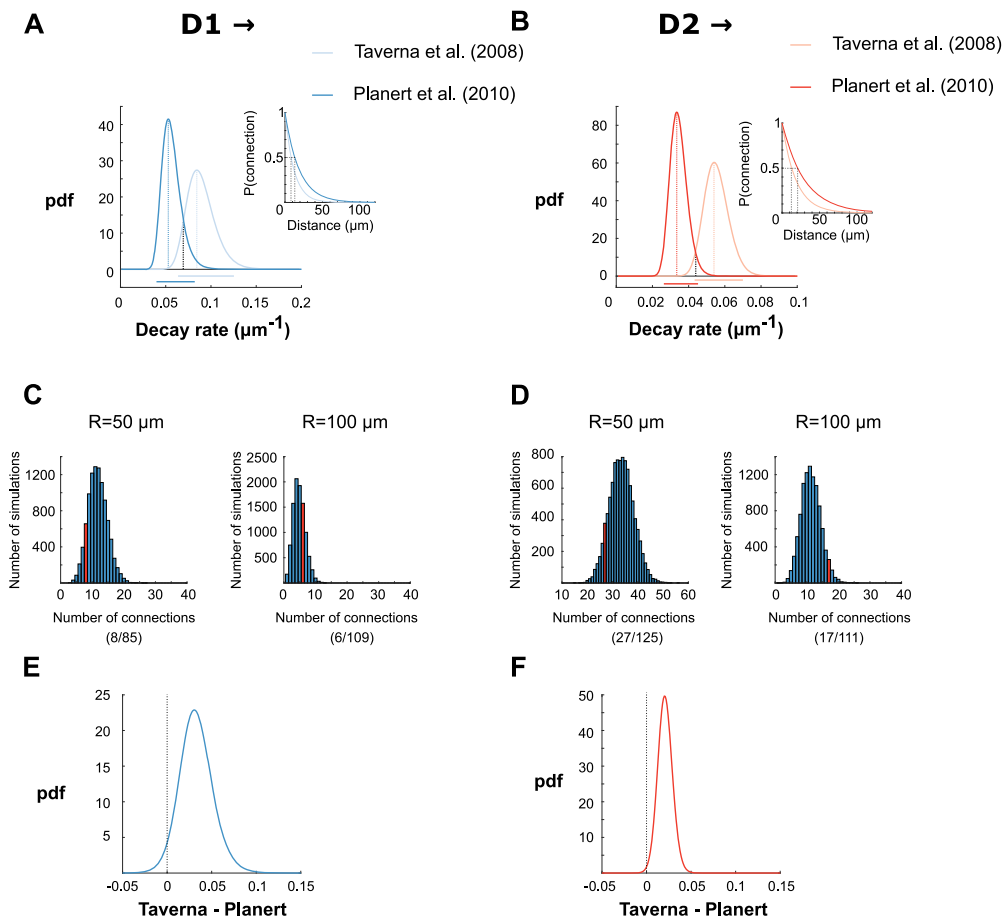 A
D1 →
Taverna et al. (2008)
Planert et al. (2010)
B
D2 →
Taverna et al. (2008)
Planert et al. (2010)
pdf
40
30
20
10
0
0
0.05
0.1
0.15
0.2
Decay rate (µm-1)
P(connection)
1
0.5
0
50
100
Distance (µm)
pdf
80
60
40
20
0
0
0.02
0.04
0.06
0.08
0.1
Decay rate (µm-1)
P(connection)
1
0.5
0
50
100
Distance (µm)
C
R=50 µm
Number of simulations
1200
800
400
0
10
20
30
40
Number of connections
(8/85)
R=100 µm
2500
2000
1500
1000
500
Number of simulations
0
10
20
30
40
Number of connections
(6/109)
D
R=50 µm
Number of simulations
800
600
400
200
0
10
20
30
40
50
60
Number of connections
(27/125)
R=100 µm
Number of simulations
1200
800
400
0
10
20
30
40
Number of connections
(17/111)
E
pdf
25
20
15
10
5
-0.05
0
0.05
0.1
0.15
Taverna - Planert
F
pdf
50
40
30
20
10
-0.05
0
0.05
0.1
0.15
Taverna - Planert